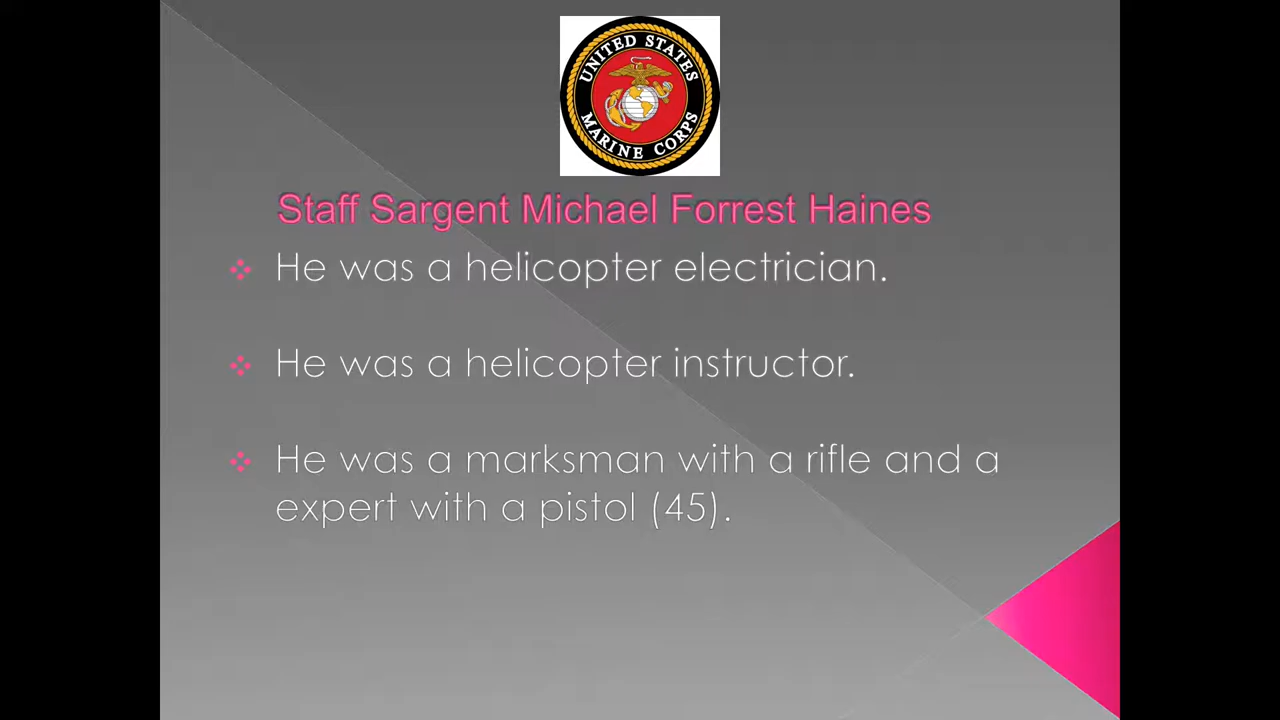 UNITED STATES
MARINE CORPS
Staff Sargent Michael Forrest Haines
He was a helicopter electrician.
He was a helicopter instructor.
He was a marksman with a rifle and a
expert with a pistol (45).